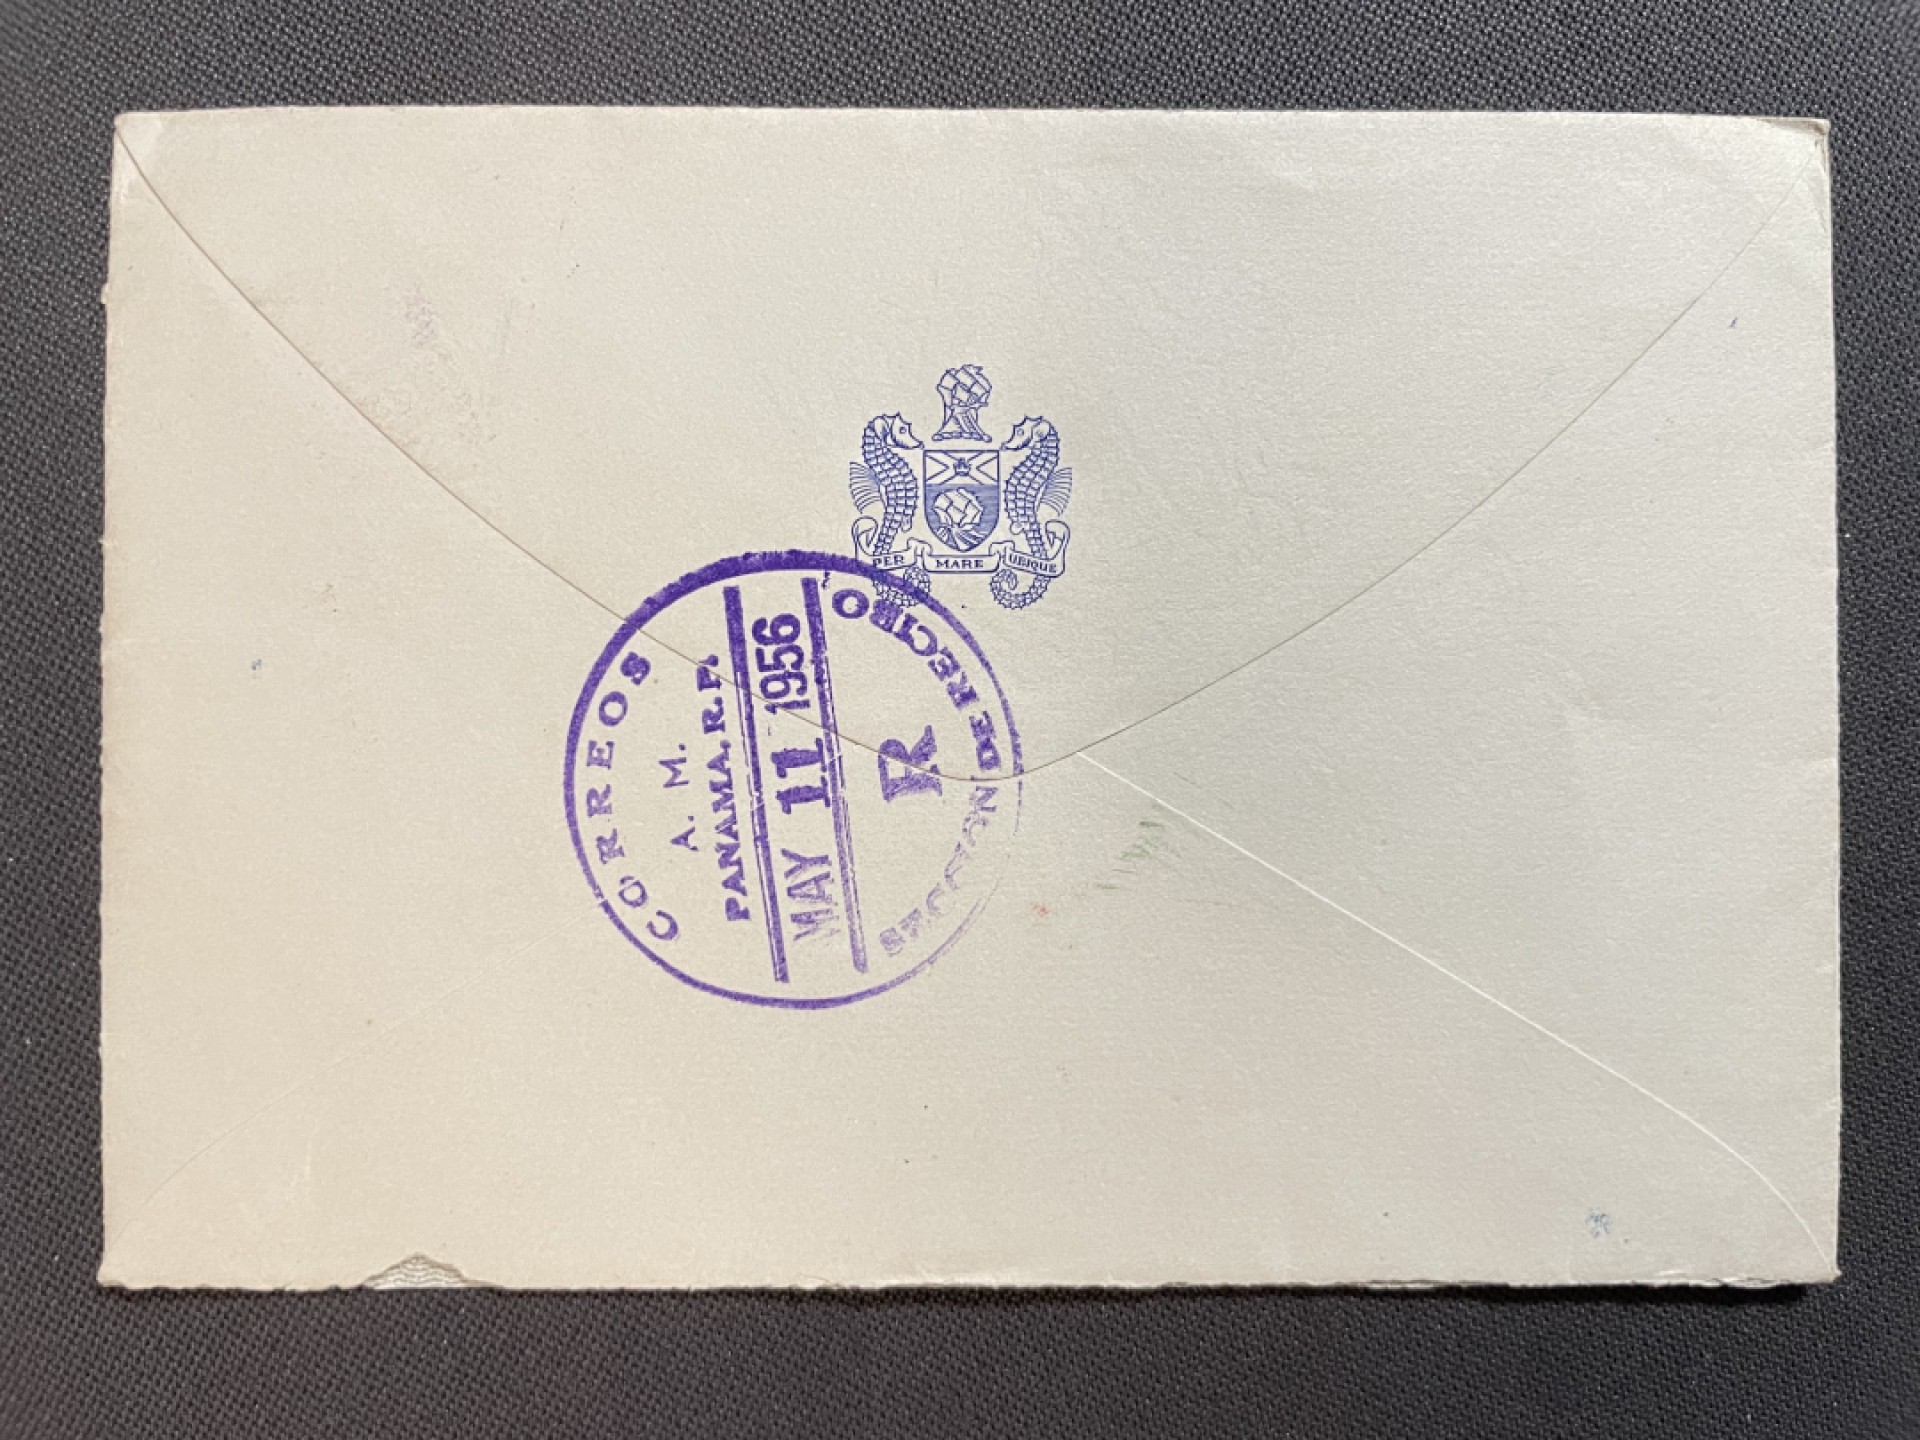 PER MARE UBIQUE
CORREOS
A. M.
PANAMA, R. P.
MAY 11 1956
R
SECCION DE RECIBO